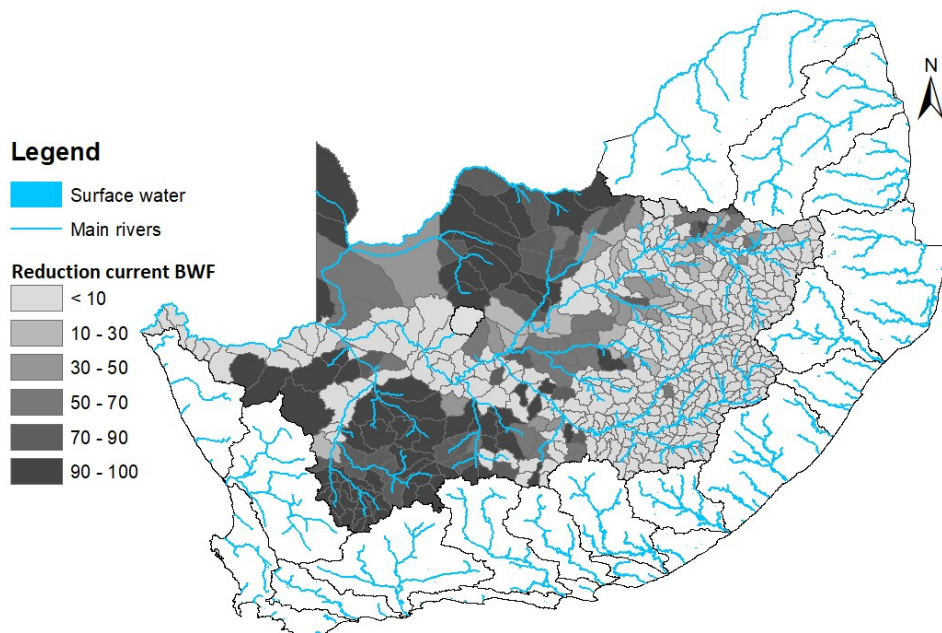 N
Legend
Surface water
Main rivers
Reduction current BWF
< 10
10 - 30
30 - 50
50 - 70
70 - 90
90 - 100